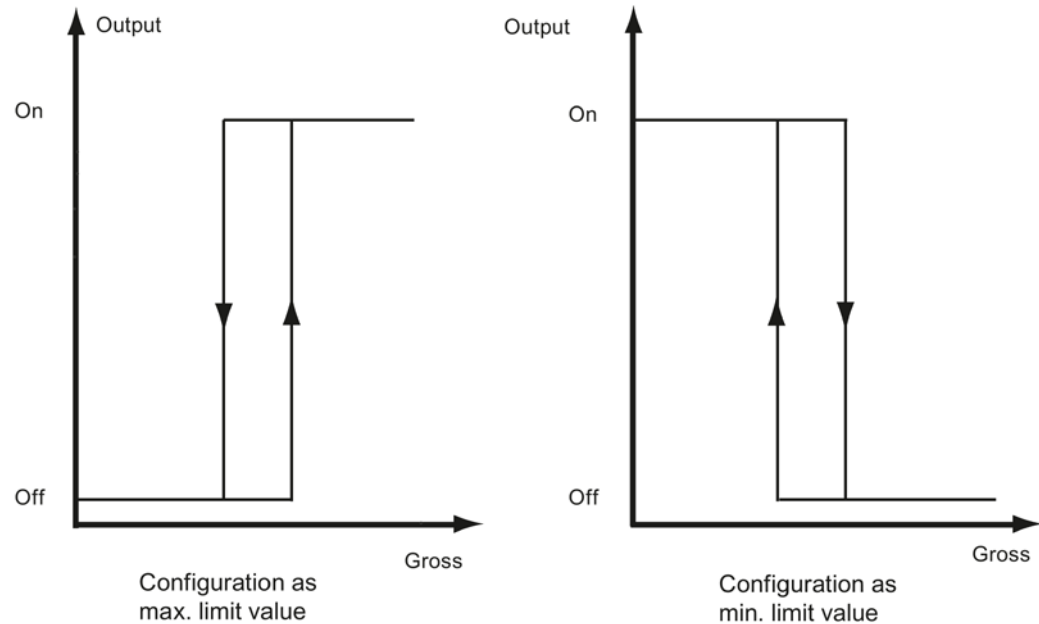 Output
On
Off
Gross
Configuration as
max. limit value
Output
On
Off
Gross
Configuration as
min. limit value